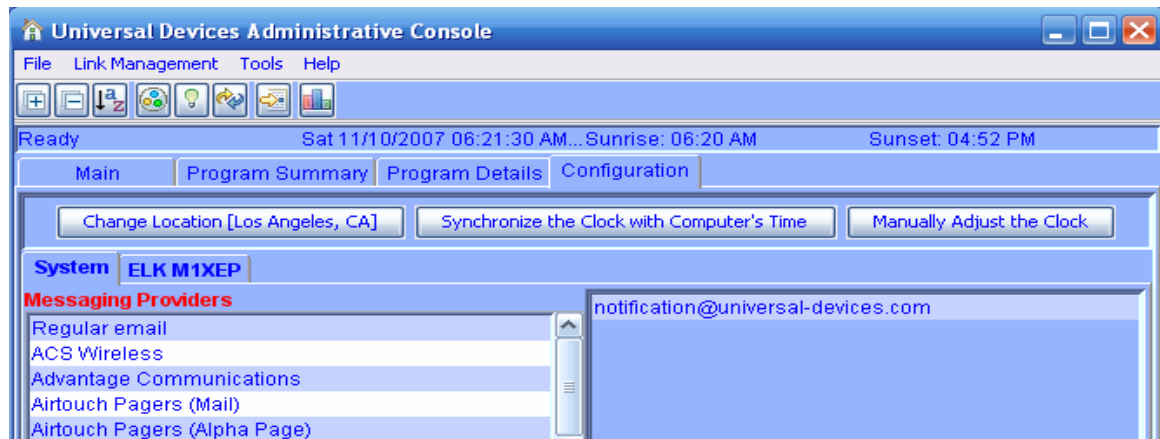 Universal Devices Administrative Console
File Link Management Tools Help
Ready Sat 11/10/2007 06:21:30 AM...Sunrise: 06:20 AM Sunset: 04:52 PM
Main Program Summary Program Details Configuration
Change Location [Los Angeles, CA] Synchronize the Clock with Computer's Time Manually Adjust the Clock
System ELK M1XEP
Messaging Providers
notification@universal-devices.com
Regular email
ACS Wireless
Advantage Communications
Airtouch Pagers (Mail)
Airtouch Pagers (Alpha Page)